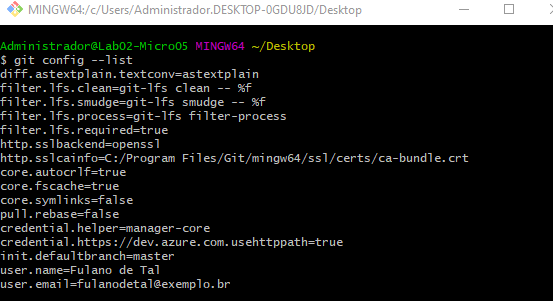 MINGW64:/c/Users/Administrador.DESKTOP-0GDU8JD/Desktop
Administrador@Lab02-Micro05 MINGW64 ~/Desktop
$ git config --list
diff.astextplain.textconv=astextplain
filter.lfs.clean=git-lfs clean -- %f
filter.lfs.smudge=git-lfs smudge -- %f
filter.lfs.process=git-lfs filter-process
filter.lfs.required=true
http.sslbackend=openssl
http.sslcainfo=C:/Program Files/Git/mingw64/ssl/certs/ca-bundle.crt
core.autocrlf=true
core.fscache=true
core.symlinks=false
pull.rebase=false
credential.helper=manager-core
credential.https://dev.azure.com.usehttppath=true
init.defaultbranch=master
user.name=Fulano de Tal
user.email=fulanodetal@exemplo.br